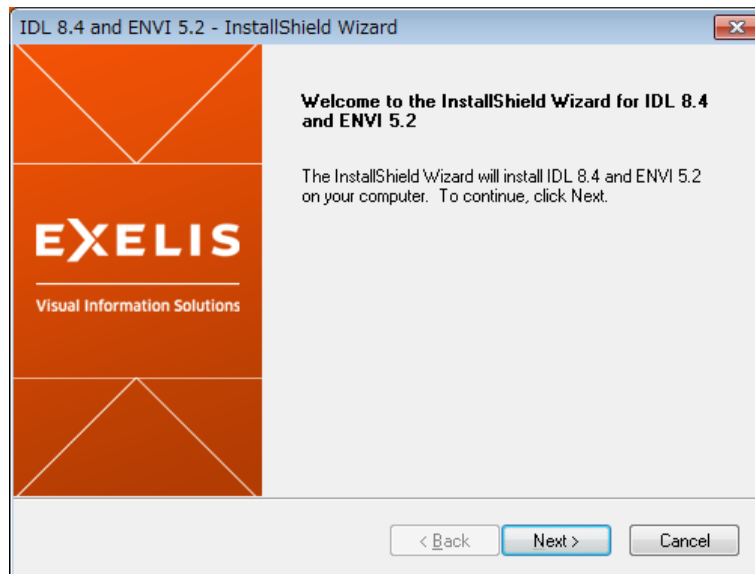 IDL 8.4 and ENVI 5.2 - InstallShield Wizard
EXELIS
Visual Information Solutions
Welcome to the InstallShield Wizard for IDL 8.4
and ENVI 5.2
The InstallShield Wizard will install IDL 8.4 and ENVI 5.2
on your computer. To continue, click Next.
< Back
Next >
Cancel